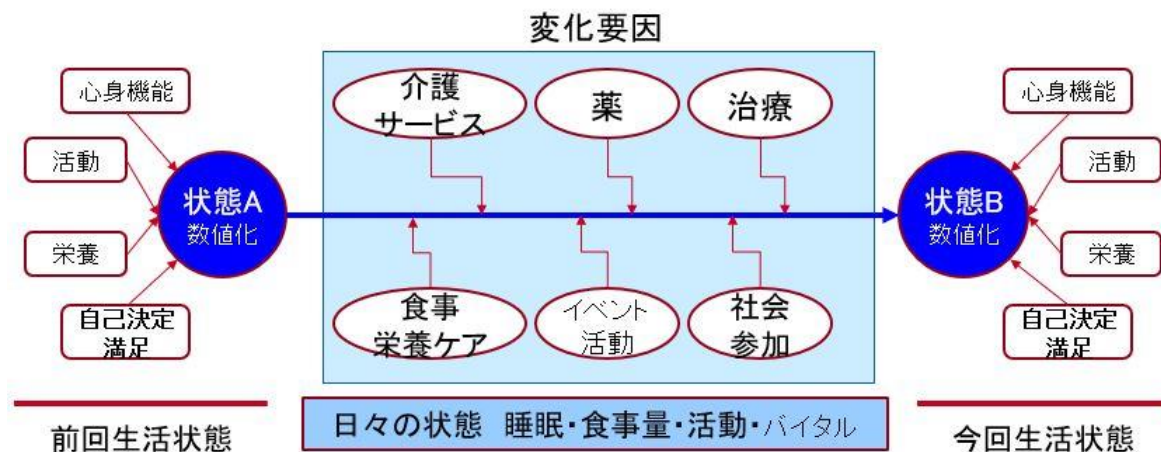 変化要因
心身機能
活動
栄養
自己決定
満足
状態A
数値化
前回生活状態
介護
サービス
薬
治療
食事
栄養ケア
イベント
活動
社会
参加
日々の状態 睡眠・食事量・活動・バイタル
状態B
数値化
心身機能
活動
栄養
自己決定
満足
今回生活状態